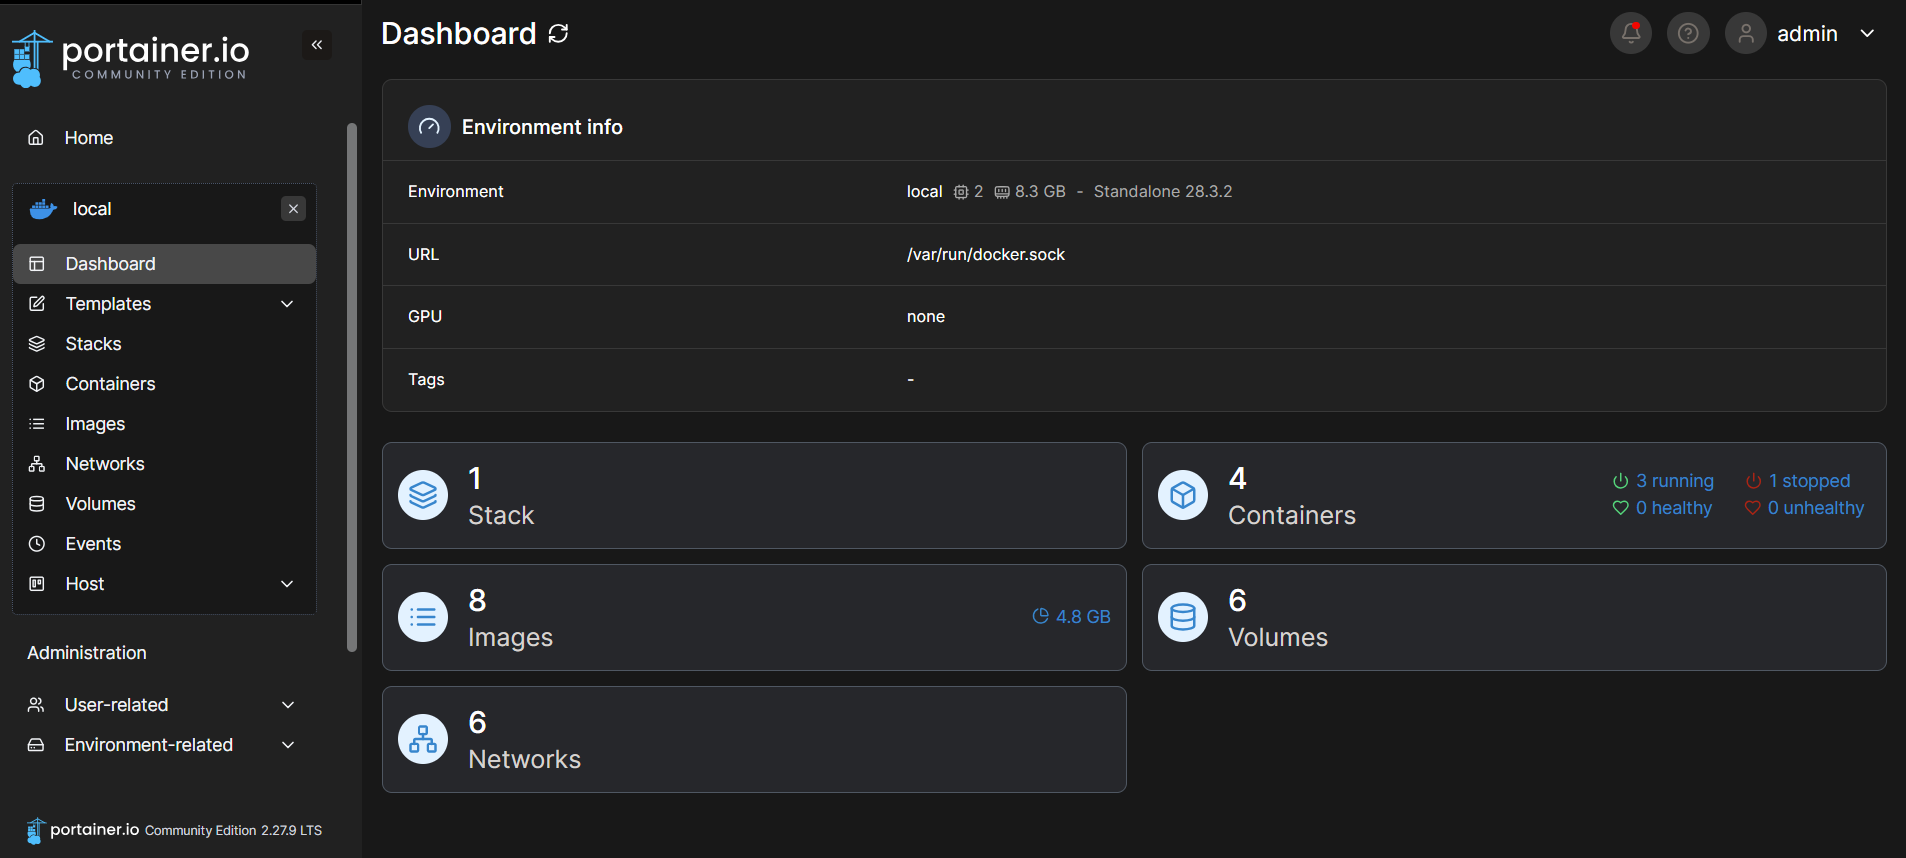 portainer.io
COMMUNITY EDITION
Home
local
Dashboard
Templates
Stacks
Containers
Images
Networks
Volumes
Events
Host
Administration
User-related
Environment-related
portainer.io Community Edition 2.27.9 LTS
Dashboard
admin
Environment info
Environment local 2 8.3 GB - Standalone 28.3.2
URL /var/run/docker.sock
GPU none
Tags -
1
Stack
4
Containers
3 running 1 stopped
0 healthy 0 unhealthy
8
Images
4.8 GB
6
Volumes
6
Networks